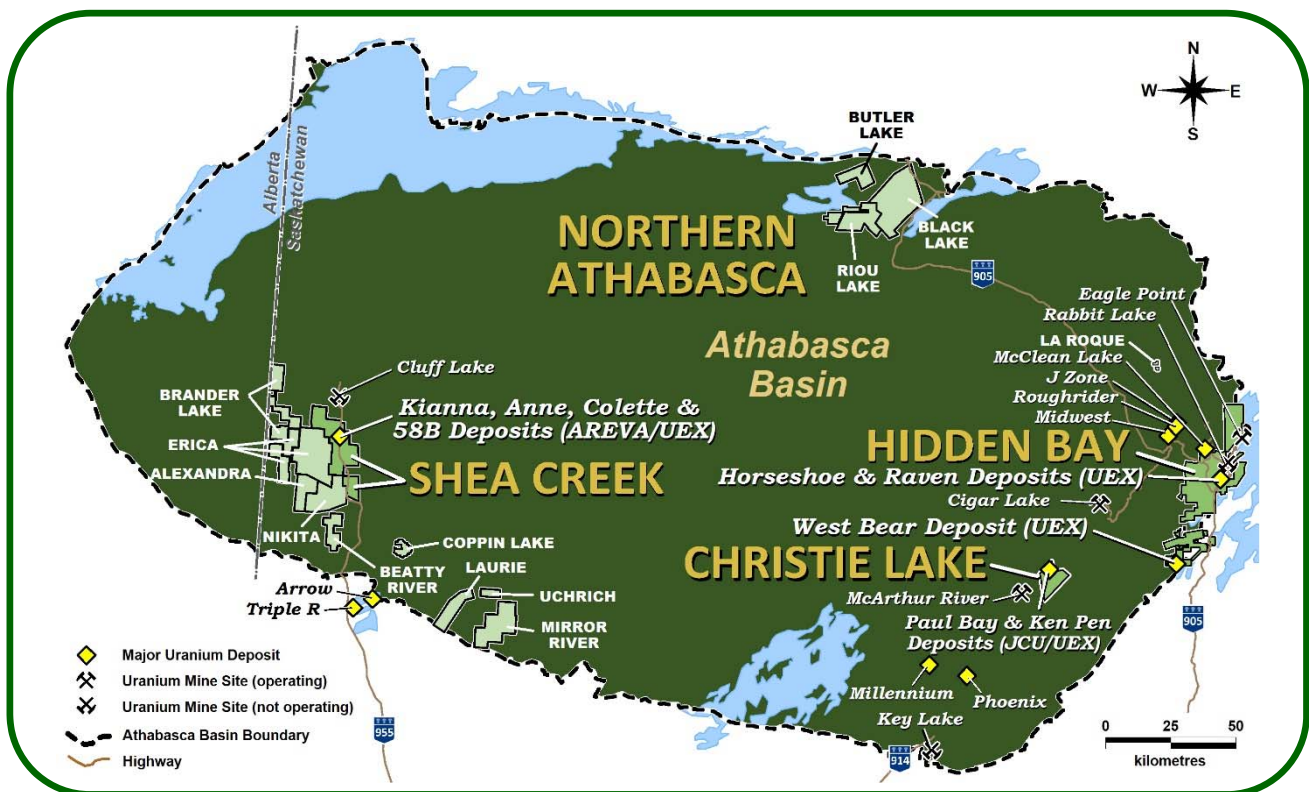 N
W E
S
Alberta
Saskatchewan
BUTLER
LAKE
NORTHERN
ATHABASCA
BLACK
LAKE
RIOU
LAKE
905
Athabasca
Basin
Eagle Point
Rabbit Lake
LA ROQUE
McClean Lake
J Zone
Roughrider
Midwest
HIDDEN BAY
Horseshoe & Raven Deposits (UEX)
Cigar Lake
West Bear Deposit (UEX)
CHRISTIE LAKE
McArthur River
Paul Bay & Ken Pen
Deposits (JCU/UEX)
905
Millennium
Phoenix
Key Lake
914
Cluff Lake
BRANDER
LAKE
Kianna, Anne, Colette &
58B Deposits (AREVA/UEX)
ERICA
SHEA CREEK
ALEXANDRA
NIKITA
COPPIN LAKE
BEATTY
RIVER
LAURIE
UCHRICH
MIRROR
RIVER
Arrow
Triple R
955
Major Uranium Deposit
Uranium Mine Site (operating)
Uranium Mine Site (not operating)
Athabasca Basin Boundary
Highway
0 25 50
kilometres